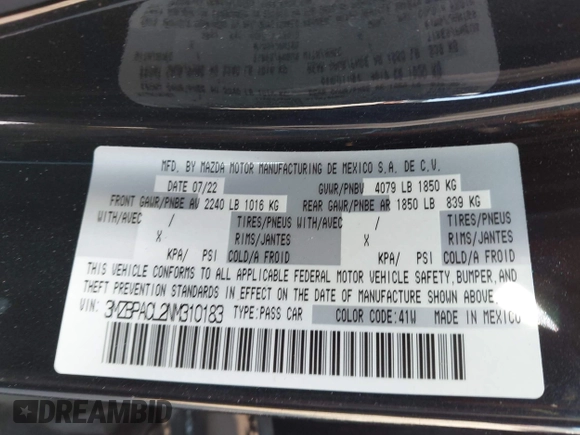 MFD. BY MAZDA MOTOR MANUFACTURING DE MEXICO S.A. DE C.V.
DATE 07/22 GVWR/PNBV 4079 LB 1850 KG
FRONT GAWR/PNBE AV 2240 LB 1016 KG REAR GAWR/PNBE AR 1850 LB 839 KG
WITH/AVEC / TIRES/PNEUS WITH/AVEC / TIRES/PNEUS
X RIMS/JANTES X RIMS/JANTES
KPA/ PSI COLD/A FROID KPA/ PSI COLD/A FROID
THIS VEHICLE CONFORMS TO ALL APPLICABLE FEDERAL MOTOR VEHICLE SAFETY, BUMPER, AND
THEFT PREVENTION STANDARDS IN EFFECT ON THE DATE OF MANUFACTURE SHOWN ABOVE.
VIN: 3MZBPACL2NM310183 TYPE:PASS CAR COLOR CODE:41W MADE IN MEXICO
DREAMBID